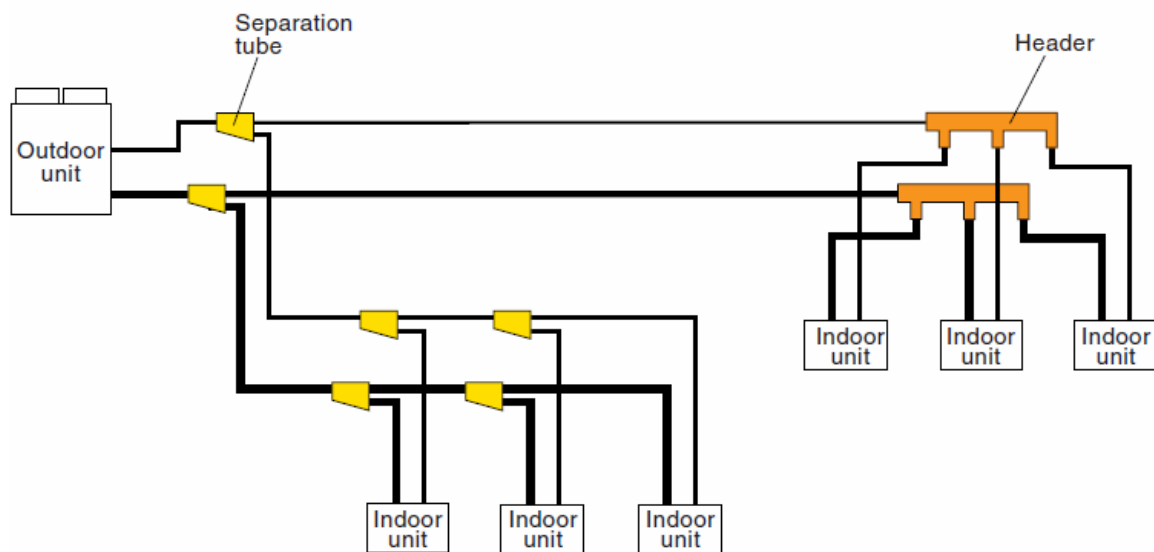 Separation
tube
Header
Outdoor
unit
Indoor
unit
Indoor
unit
Indoor
unit
Indoor
unit
Indoor
unit
Indoor
unit